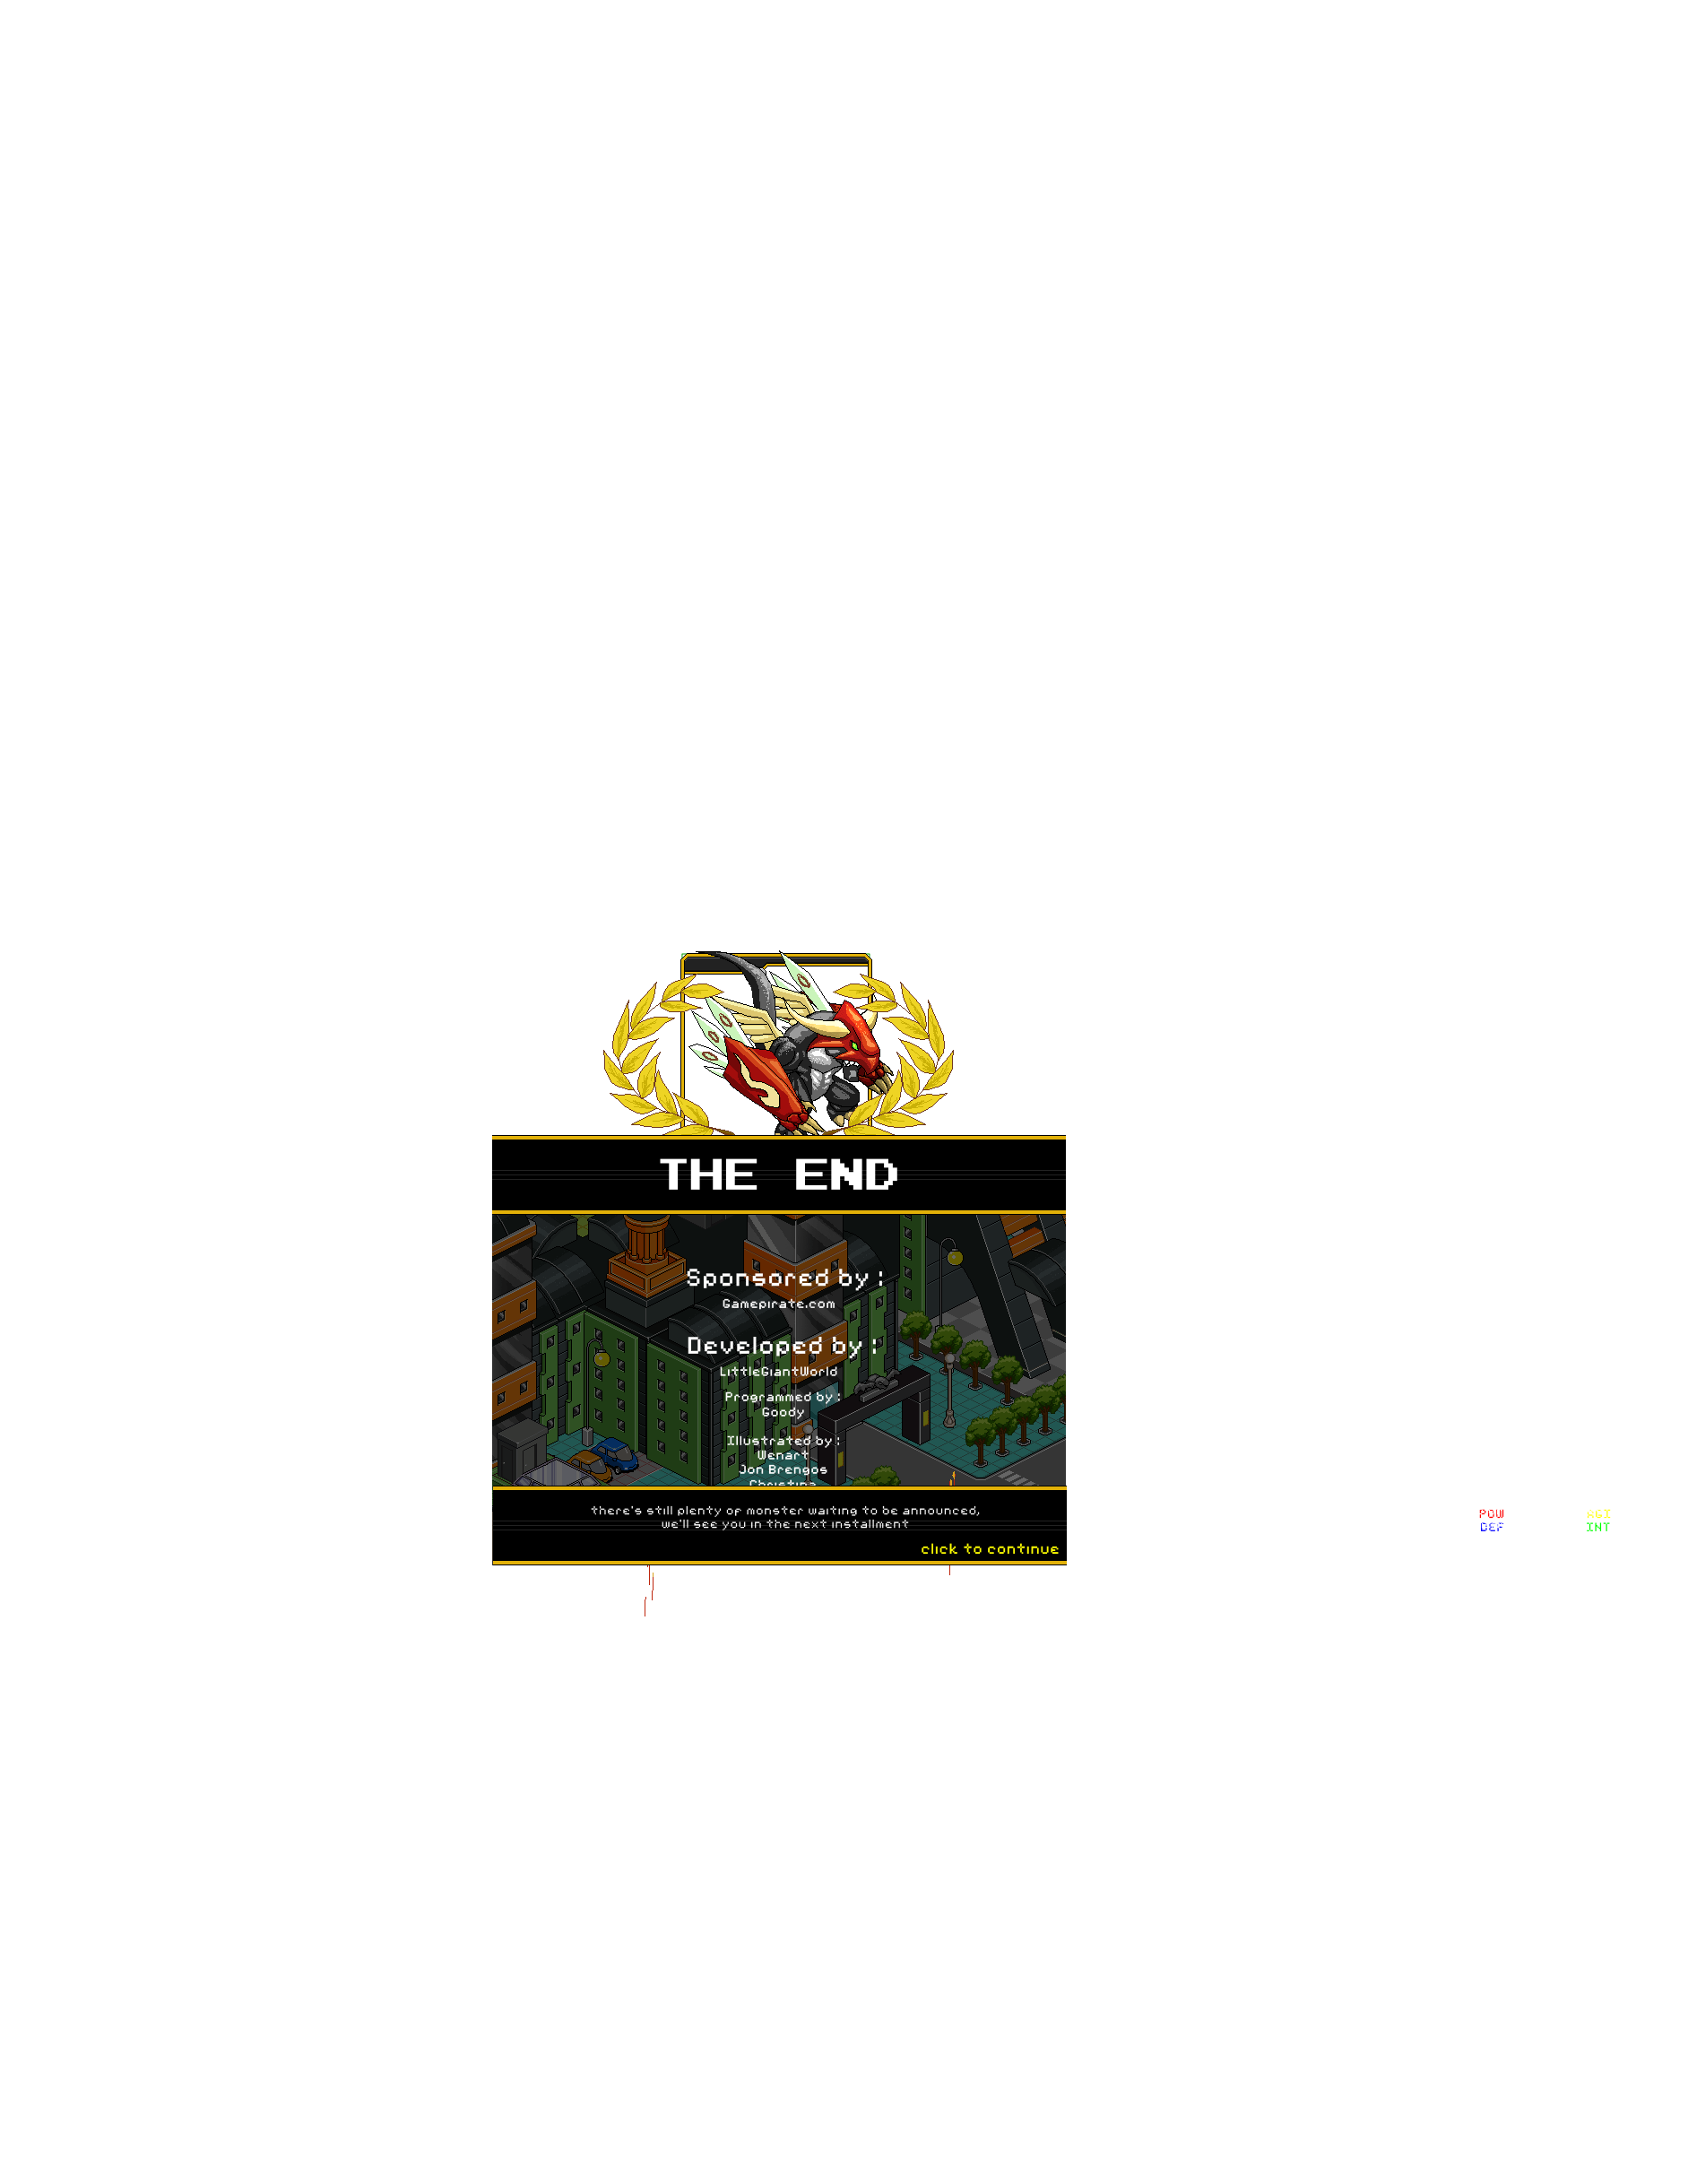 THE END
Sponsored by :
Gamepirate.com
Developed by :
LittleGiantWorld
Programmed by :
Goody
Illustrated by :
Wenart
Jon Brengos
Christina
there's still plenty of monster waiting to be announced,
we'll see you in the next installment
click to continue
POW AGI
DEF INT